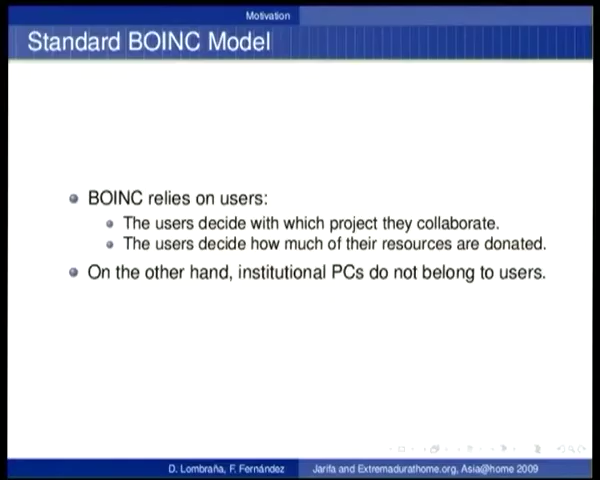 Motivation
Standard BOINC Model
BOINC relies on users:
The users decide with which project they collaborate.
The users decide how much of their resources are donated.
On the other hand, institutional PCs do not belong to users.
D. Lombraña, F. Fernández
Jarifa and Extremadurathome.org, Asia@home 2009